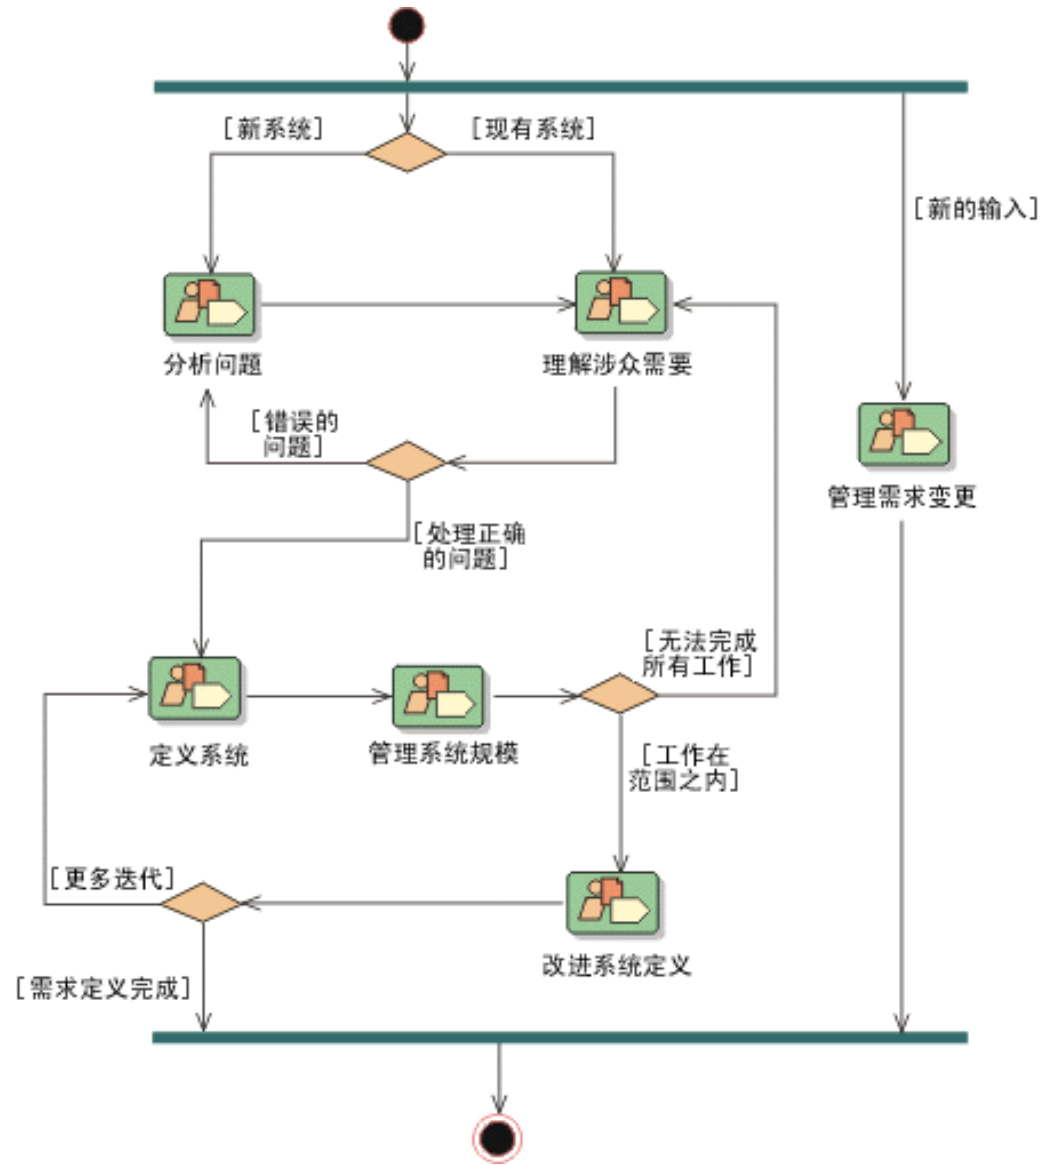 [新系统]
[现有系统]
[新的输入]
分析问题
理解涉众需要
[错误的
问题]
管理需求变更
[处理正确
的问题]
[无法完成
所有工作]
定义系统
管理系统规模
[工作在
范围之内]
[更多迭代]
改进系统定义
[需求定义完成]